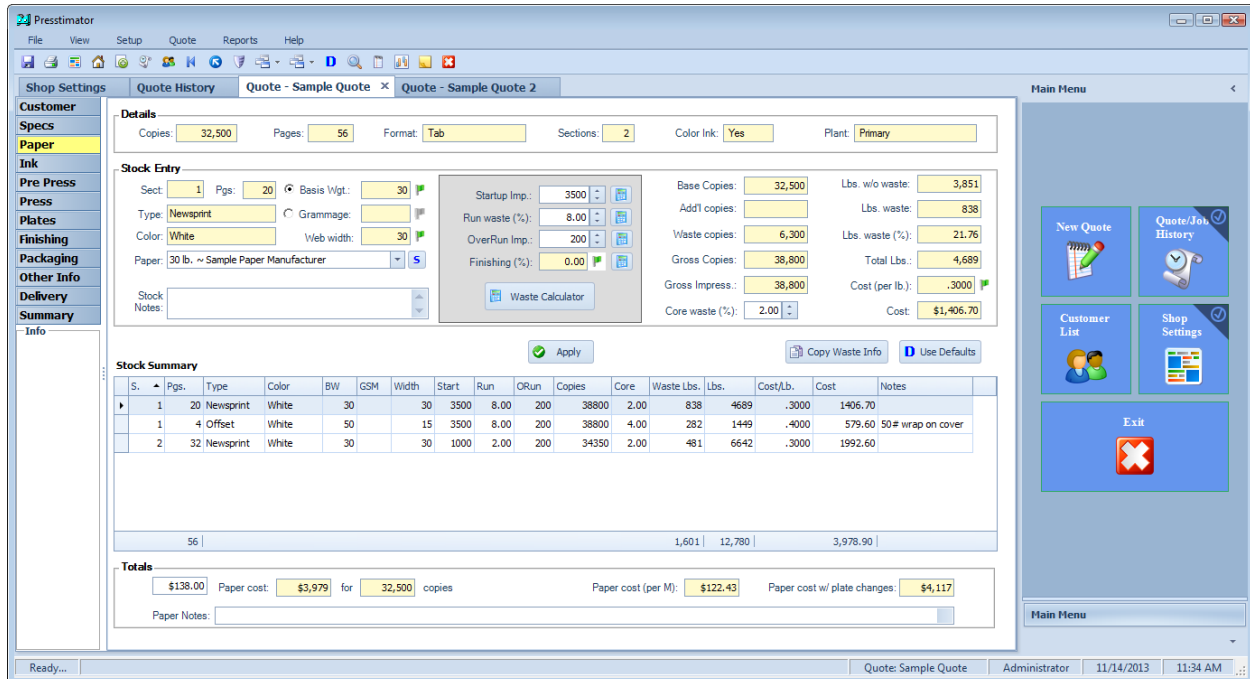 Presstimator
File View Setup Quote Reports Help
D
Shop Settings Quote History Quote - Sample Quote × Quote - Sample Quote 2
Customer
Specs
Paper
Ink
Pre Press
Press
Plates
Finishing
Packaging
Other Info
Delivery
Summary
Info
Details
Copies: 32,500 Pages: 56 Format: Tab Sections: 2 Color Ink: Yes Plant: Primary
Stock Entry
Sect: 1 Pgs: 20 Basis Wgt.: 30
Type: Newsprint Grammage:
Color: White Web width: 30
Paper: 30 lb. ~ Sample Paper Manufacturer S
Stock
Notes:
Startup Imp.: 3500
Run waste (%): 8.00
OverRun Imp.: 200
Finishing (%): 0.00
Waste Calculator
Base Copies: 32,500 Lbs. w/o waste: 3,851
Add'l copies: Lbs. waste: 838
Waste copies: 6,300 Lbs. waste (%): 21.76
Gross Copies: 38,800 Total Lbs.: 4,689
Gross Impress.: 38,800 Cost (per lb.): .3000
Core waste (%): 2.00 Cost: $1,406.70
Apply Copy Waste Info D Use Defaults
Stock Summary
S. Pgs. Type Color BW GSM Width Start Run ORun Copies Core Waste Lbs. Lbs. Cost/Lb. Cost Notes
1 20 Newsprint White 30 30 3500 8.00 200 38800 2.00 838 4689 .3000 1406.70
1 4 Offset White 50 15 3500 8.00 200 38800 4.00 282 1449 .4000 579.60 50# wrap on cover
2 32 Newsprint White 30 30 1000 2.00 200 34350 2.00 481 6642 .3000 1992.60
56 1,601 12,780 3,978.90
Totals
$138.00 Paper cost: $3,979 for 32,500 copies Paper cost (per M): $122.43 Paper cost w/ plate changes: $4,117
Paper Notes:
Main Menu
New Quote
Quote/Job
History
Customer
List
Shop
Settings
Exit
Main Menu
Ready... Quote: Sample Quote Administrator 11/14/2013 11:34 AM